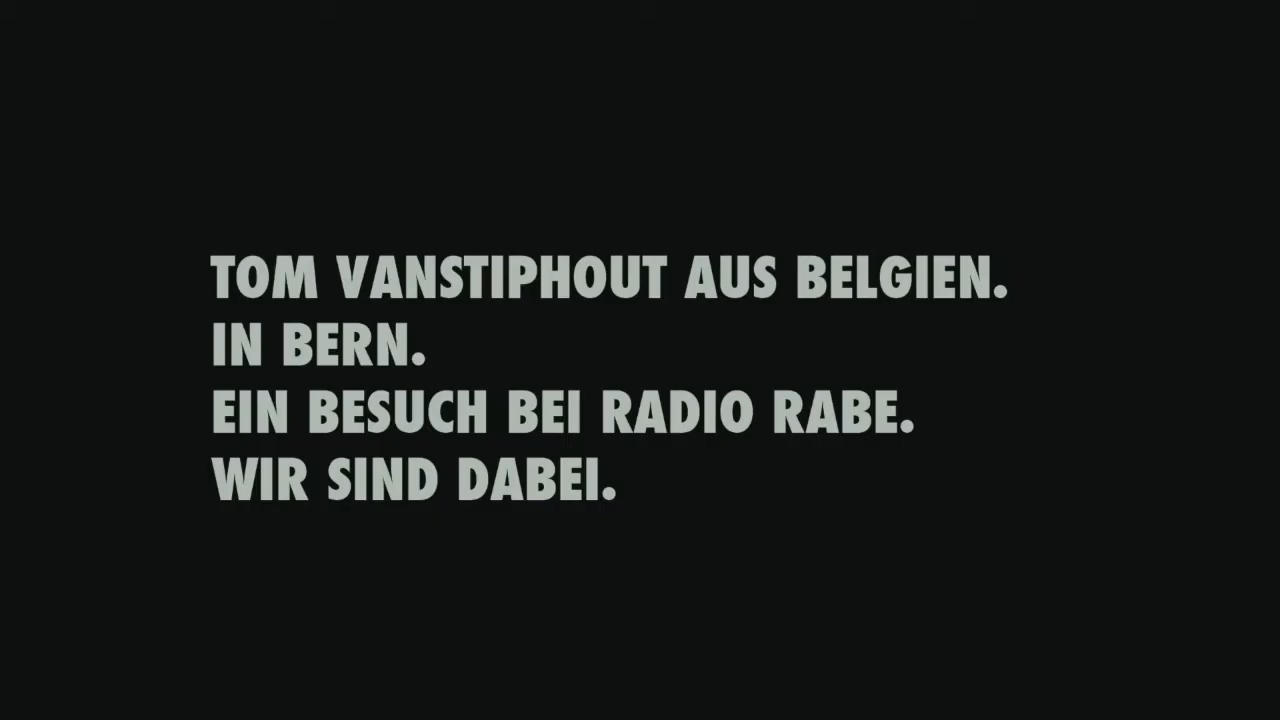 TOM VANSTIPHOUT AUS BELGIEN.
IN BERN.
EIN BESUCH BEI RADIO RABE.
WIR SIND DABEI.